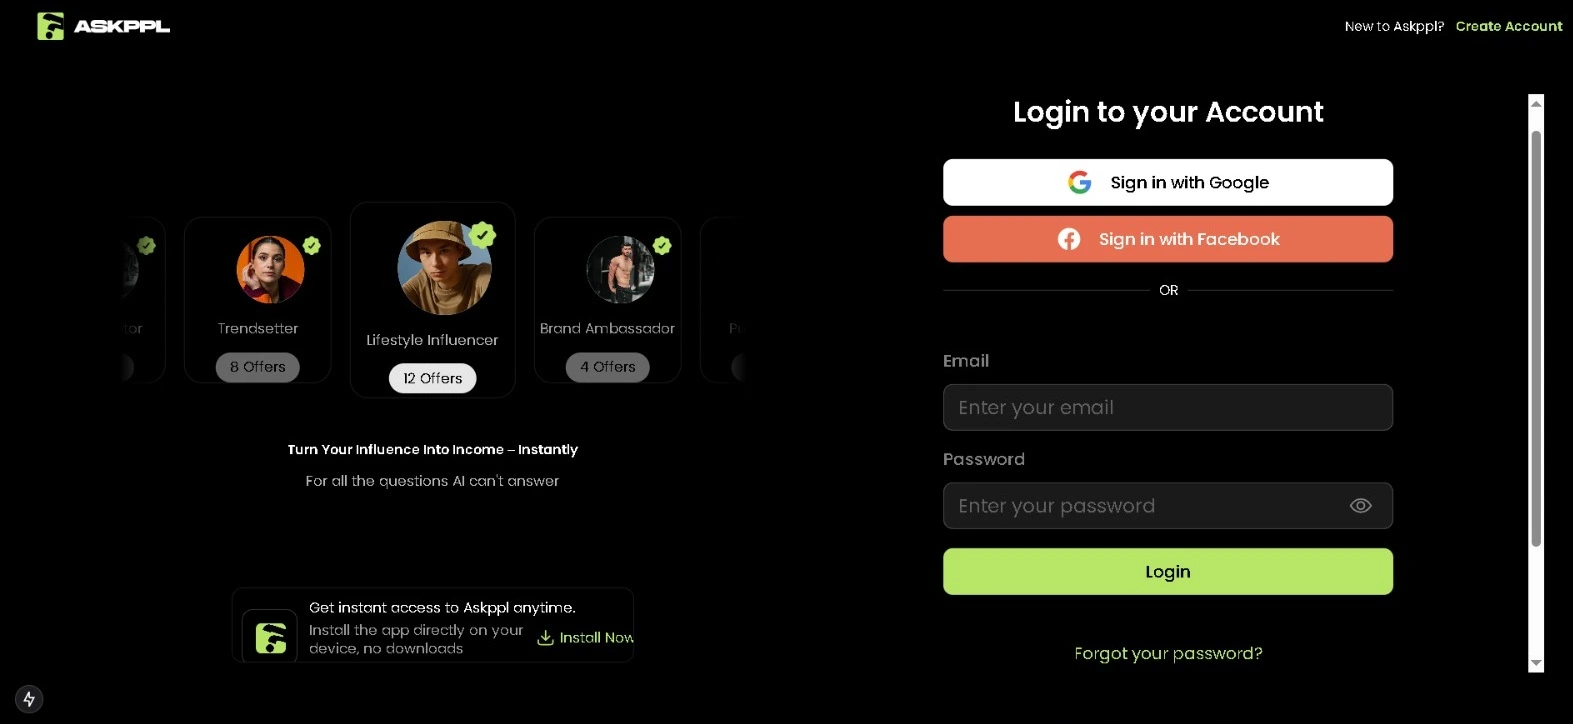 ASKPPL
New to Askppl? Create Account
Login to your Account
Sign in with Google
Sign in with Facebook
OR
Email
Enter your email
Password
Enter your password
Login
Forgot your password?
Trendsetter
8 Offers
Lifestyle Influencer
12 Offers
Brand Ambassador
4 Offers
Turn Your Influence Into Income – Instantly
For all the questions AI can't answer
Get instant access to Askppl anytime.
Install the app directly on your
device, no downloads
Install Now